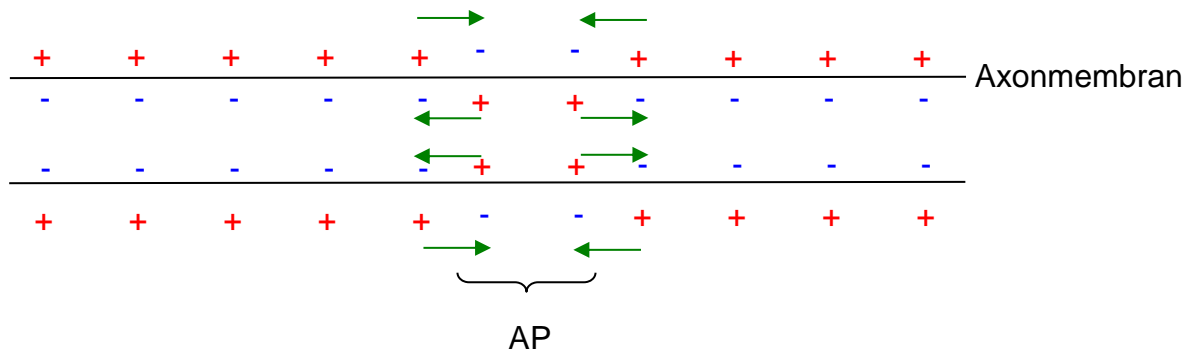 + + + + + - - + + + +
Axonmembran
- - - - - + + - - - -
- - - - - + + - - - -
+ + + + + - - + + + +
AP